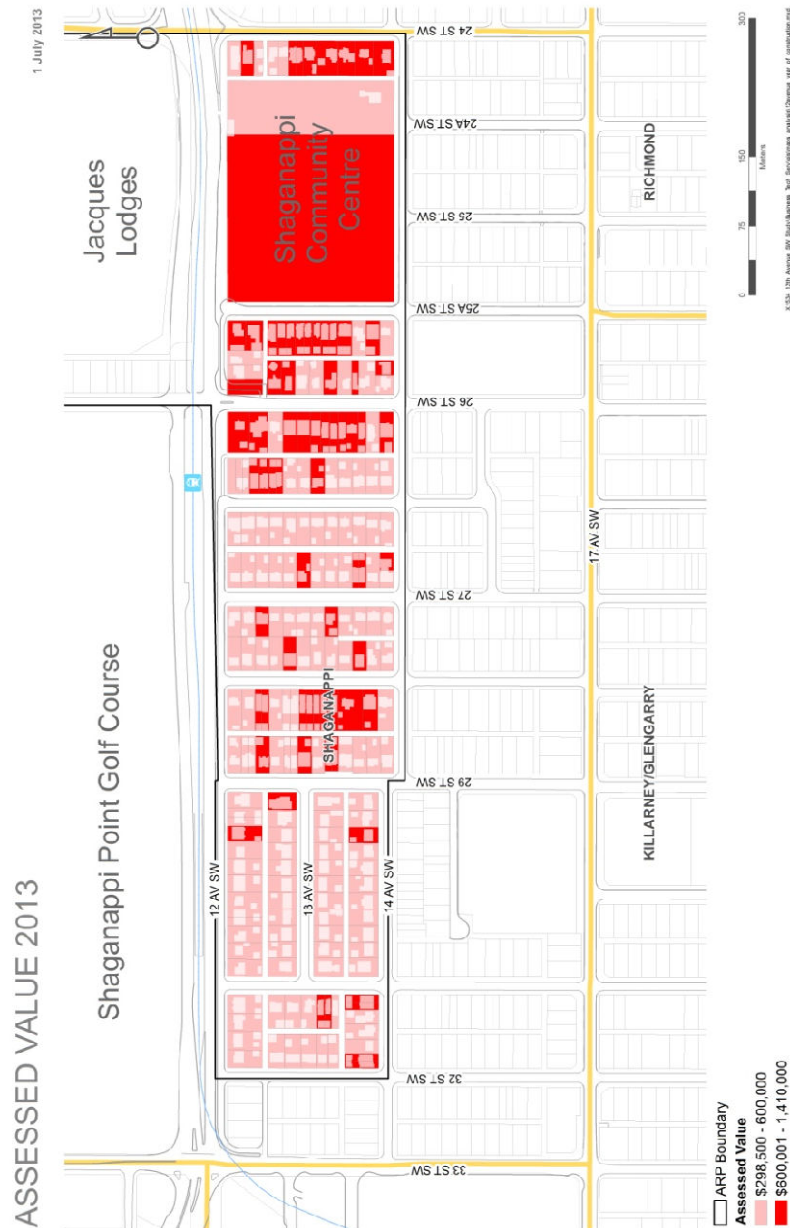 ASSESSED VALUE 2013
1 July 2013
Shaganappi Point Golf Course
Jacques
Lodges
Shaganappi
Community
Centre
12 AV SW
13 AV SW
14 AV SW
17 AV SW
SHAGANAPPI
33 ST SW
32 ST SW
29 ST SW
27 ST SW
26 ST SW
25A ST SW
25 ST SW
24A ST SW
24 ST SW
KILLARNEY/GLENGARRY
RICHMOND
ARP Boundary
Assessed Value
$298,500 - 600,000
$600,001 - 1,410,000
0 75 150 300
Meters